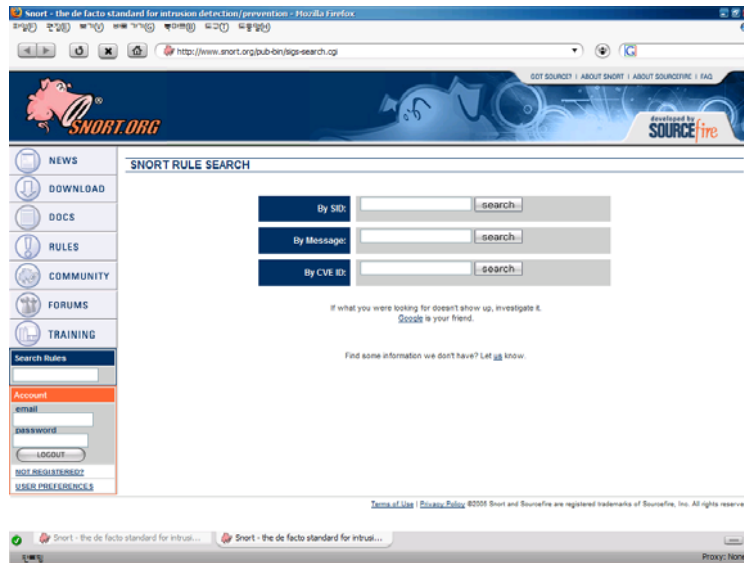 Snort - the de facto standard for intrusion detection/prevention - Mozilla Firefox
http://www.snort.org/pub-bin/sigs-search.cgi
GOT SOURCE? | ABOUT SNORT | ABOUT SOURCEFIRE | FAQ
SNORT.ORG
developed by
SOURCEfire
NEWS
DOWNLOAD
DOCS
RULES
COMMUNITY
FORUMS
TRAINING
Search Rules
Account
email
password
LOGOUT
NOT REGISTERED?
USER PREFERENCES
SNORT RULE SEARCH
By SID: search
By Message: search
By CVE ID: search
If what you were looking for doesn't show up, investigate it.
Google is your friend.
Find some information we don't have? Let us know.
Terms of Use | Privacy Policy ©2005 Snort and Sourcefire are registered trademarks of Sourcefire, Inc. All rights reserve
Snort - the de facto standard for intrusi...
Snort - the de facto standard for intrusi...
Proxy: None